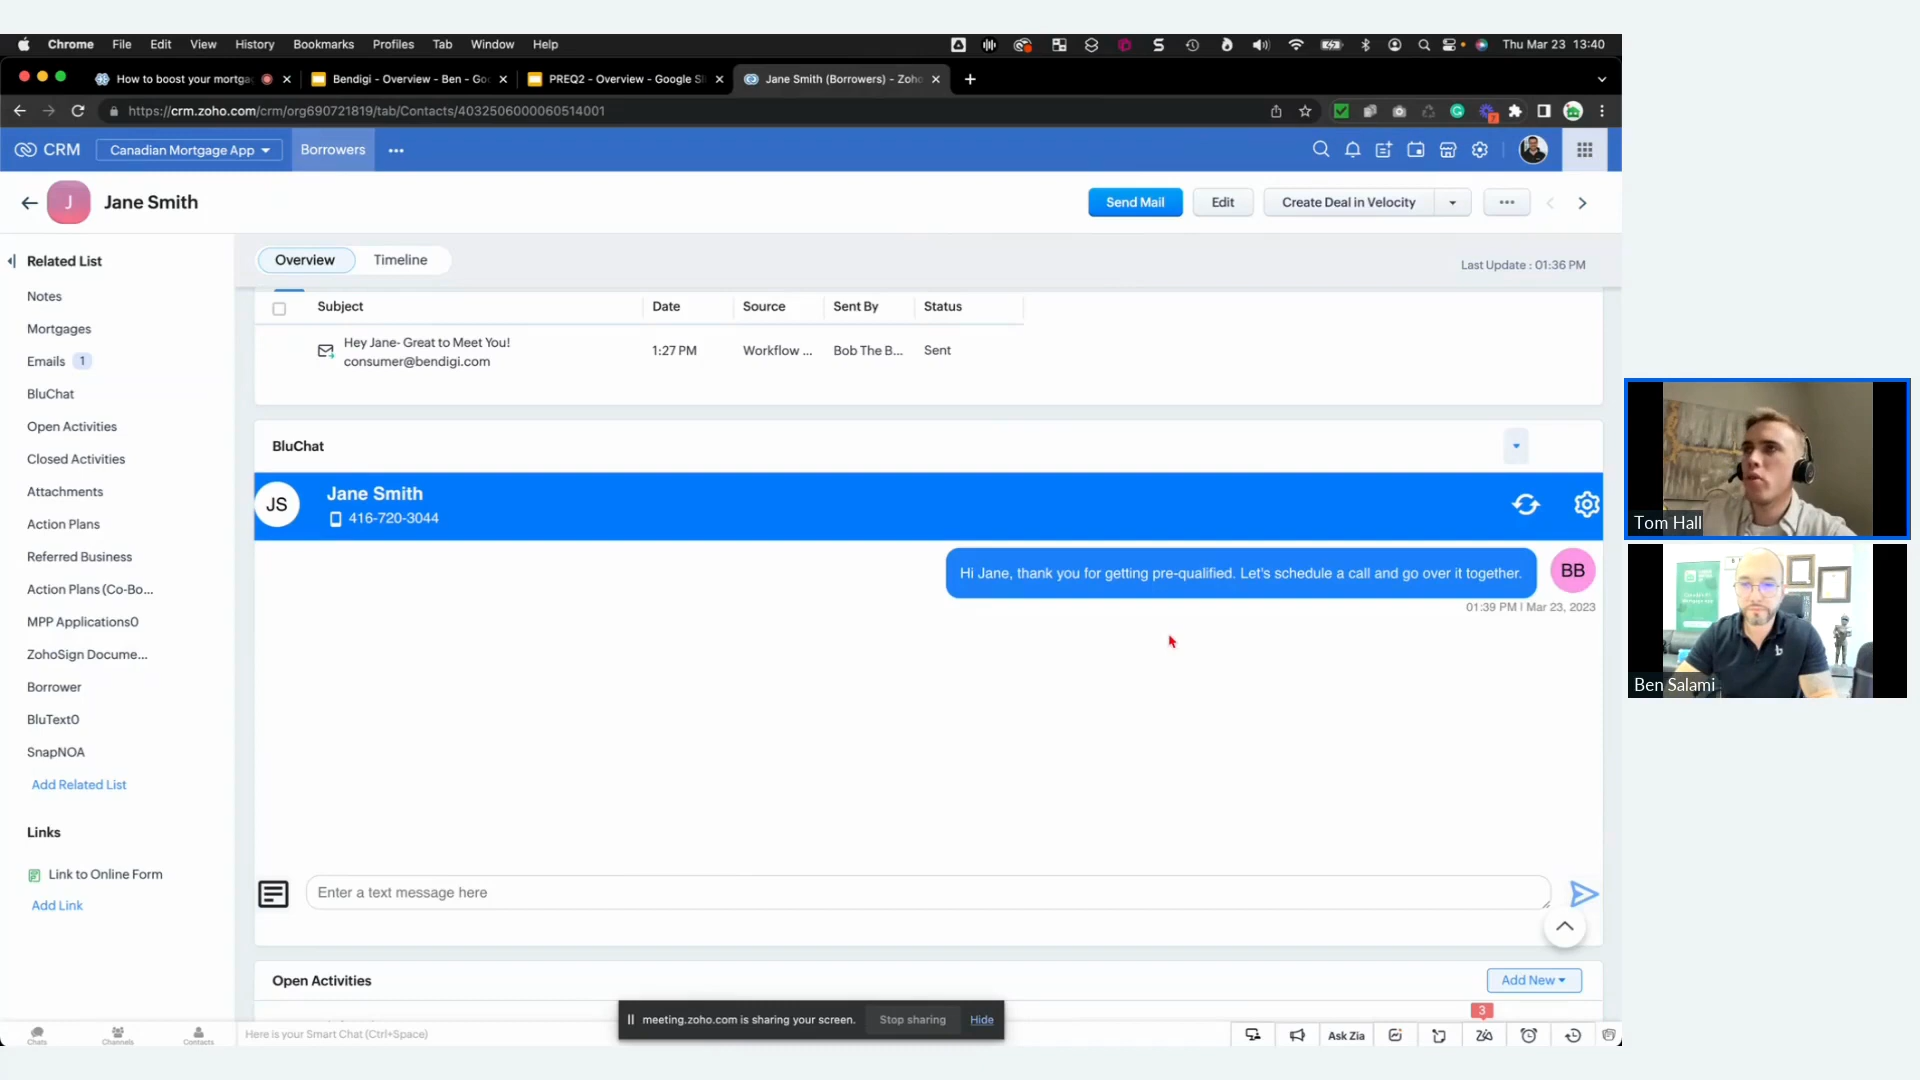 Chrome File Edit View History Bookmarks Profiles Tab Window Help Thu Mar 23 13:40
How to boost your mortga Bendigi - Overview - Ben - Go PREQ2 - Overview - Google Sl Jane Smith (Borrowers) - Zoho
https://crm.zoho.com/crm/org690721819/tab/Contacts/4032506000060514001
CRM Canadian Mortgage App Borrowers
J Jane Smith Send Mail Edit Create Deal in Velocity
Related List
Overview Timeline
Last Update : 01:36 PM
Notes
Mortgages
Emails 1
BluChat
Open Activities
Closed Activities
Attachments
Action Plans
Referred Business
Action Plans (Co-Bo...
MPP Applications0
ZohoSign Docume...
Borrower
BluText0
SnapNOA
Add Related List
Links
Link to Online Form
Add Link
Subject Date Source Sent By Status
Hey Jane- Great to Meet You!
consumer@bendigi.com
1:27 PM Workflow ... Bob The B... Sent
BluChat
JS Jane Smith
416-720-3044
Hi Jane, thank you for getting pre-qualified. Let's schedule a call and go over it together. BB
01:39 PM | Mar 23, 2023
Enter a text message here
Open Activities Add New
meeting.zoho.com is sharing your screen. Stop sharing Hide
3
Chats Channels Contacts Here is your Smart Chat (Ctrl+Space) Ask Zia
Tom Hall
Ben Salami